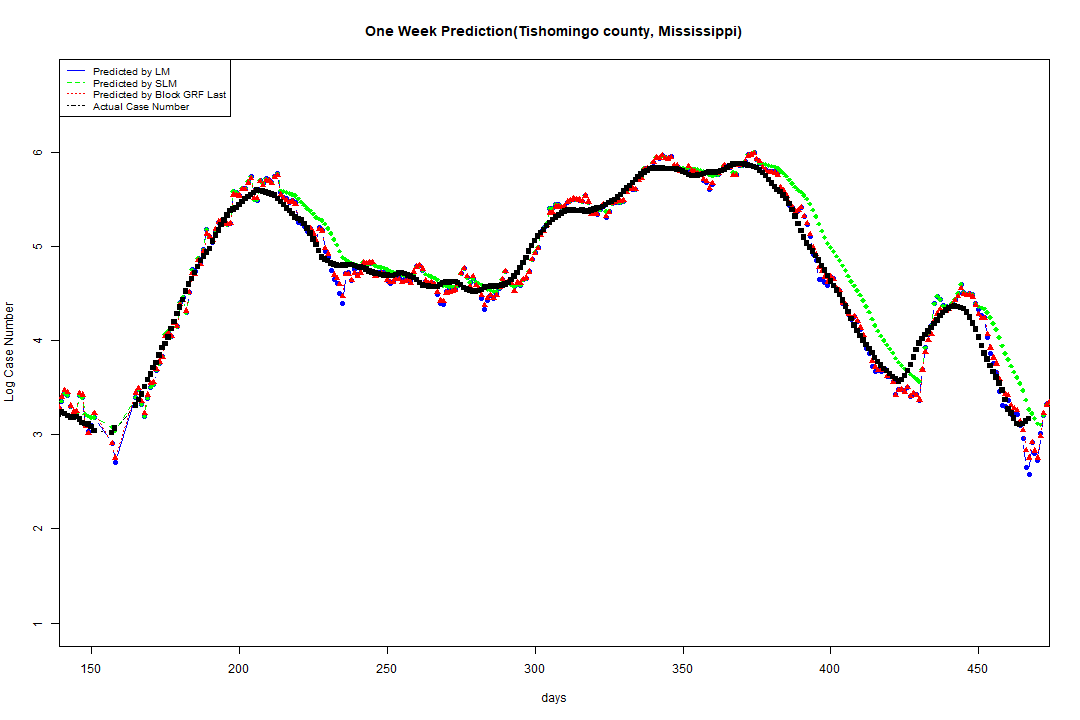 One Week Prediction(Tishomingo county, Mississippi)
Predicted by LM
Predicted by SLM
Predicted by Block GRF Last
Actual Case Number
6
5
4
3
2
1
Log Case Number
150 200 250 300 350 400 450
days